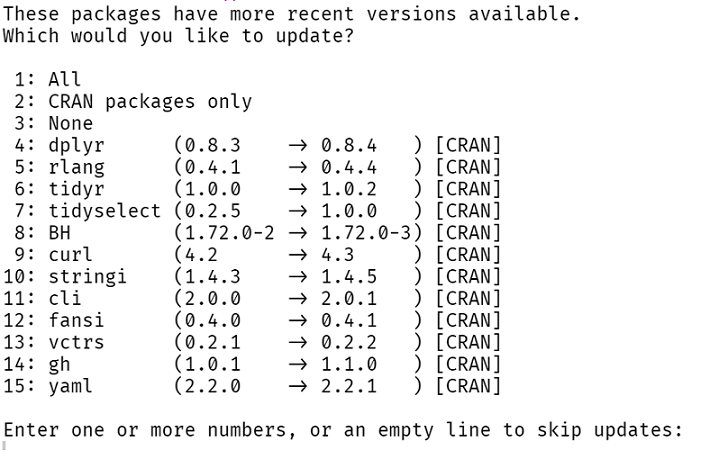 These packages have more recent versions available.
Which would you like to update?
1: All
2: CRAN packages only
3: None
4: dplyr (0.8.3 → 0.8.4 ) [CRAN]
5: rlang (0.4.1 → 0.4.4 ) [CRAN]
6: tidyr (1.0.0 → 1.0.2 ) [CRAN]
7: tidyselect (0.2.5 → 1.0.0 ) [CRAN]
8: BH (1.72.0-2 → 1.72.0-3) [CRAN]
9: curl (4.2 → 4.3 ) [CRAN]
10: stringi (1.4.3 → 1.4.5 ) [CRAN]
11: cli (2.0.0 → 2.0.1 ) [CRAN]
12: fansi (0.4.0 → 0.4.1 ) [CRAN]
13: vctrs (0.2.1 → 0.2.2 ) [CRAN]
14: gh (1.0.1 → 1.1.0 ) [CRAN]
15: yaml (2.2.0 → 2.2.1 ) [CRAN]
Enter one or more numbers, or an empty line to skip updates: